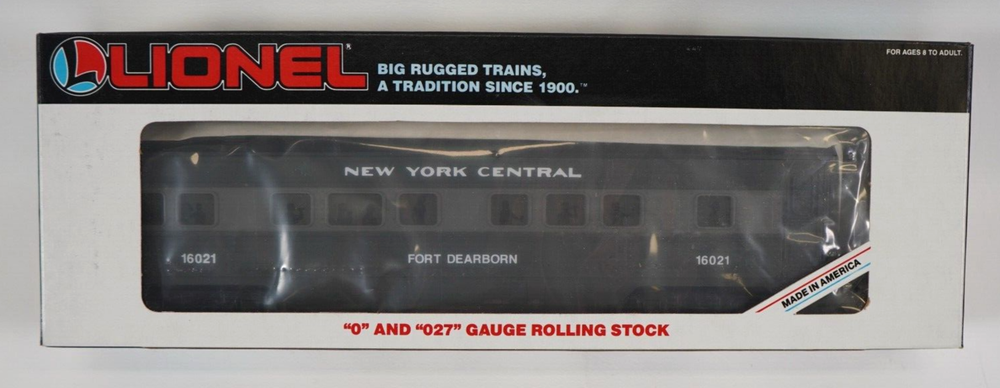 LIONEL®
BIG RUGGED TRAINS,
A TRADITION SINCE 1900.™
FOR AGES 8 TO ADULT.
NEW YORK CENTRAL
16021
FORT DEARBORN
16021
MADE IN AMERICA
"O" AND "027" GAUGE ROLLING STOCK